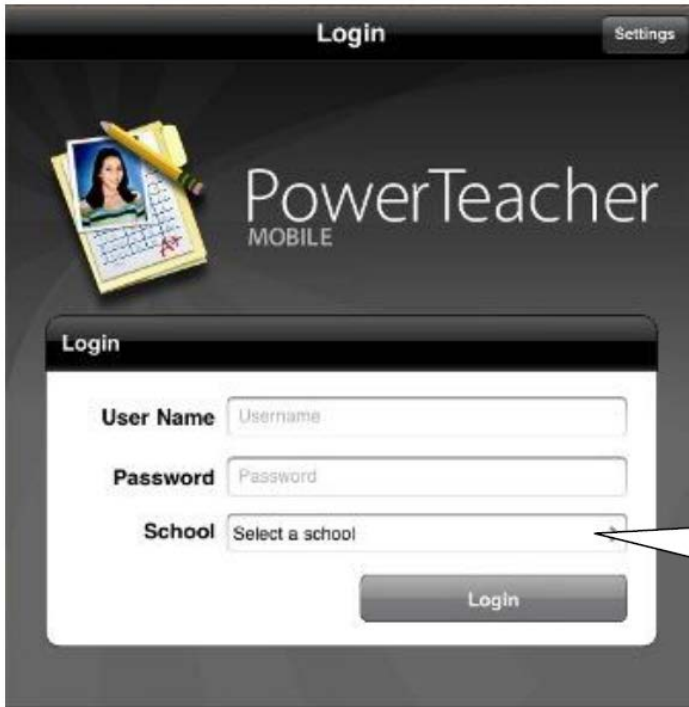 Login
Settings
PowerTeacher
MOBILE
A+
Login
User Name
Username
Password
Password
School
Select a school
Login